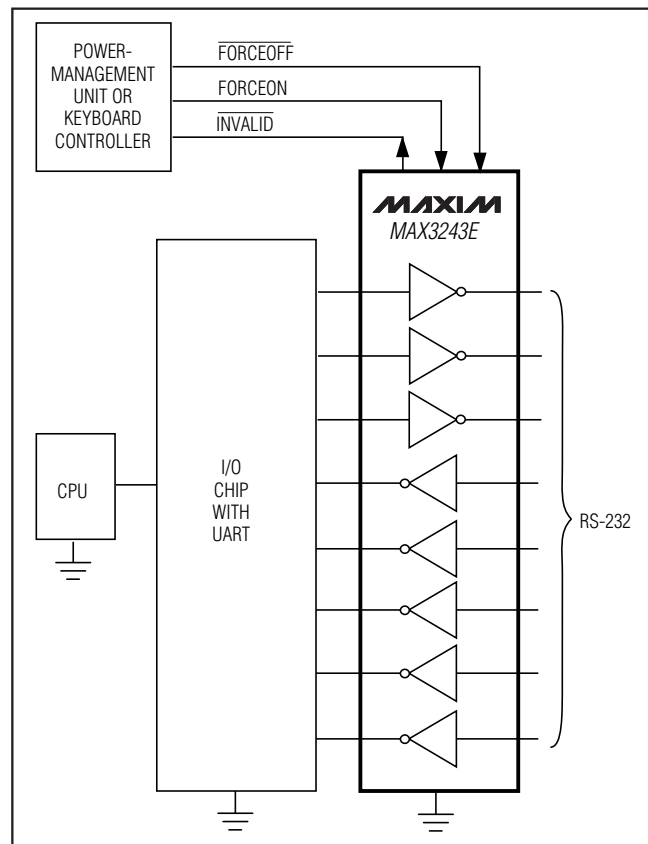 POWER-
MANAGEMENT
UNIT OR
KEYBOARD
CONTROLLER
FORCEOFF
FORCEON
INVALID
MAXIM
MAX3243E
CPU
I/O
CHIP
WITH
UART
RS-232